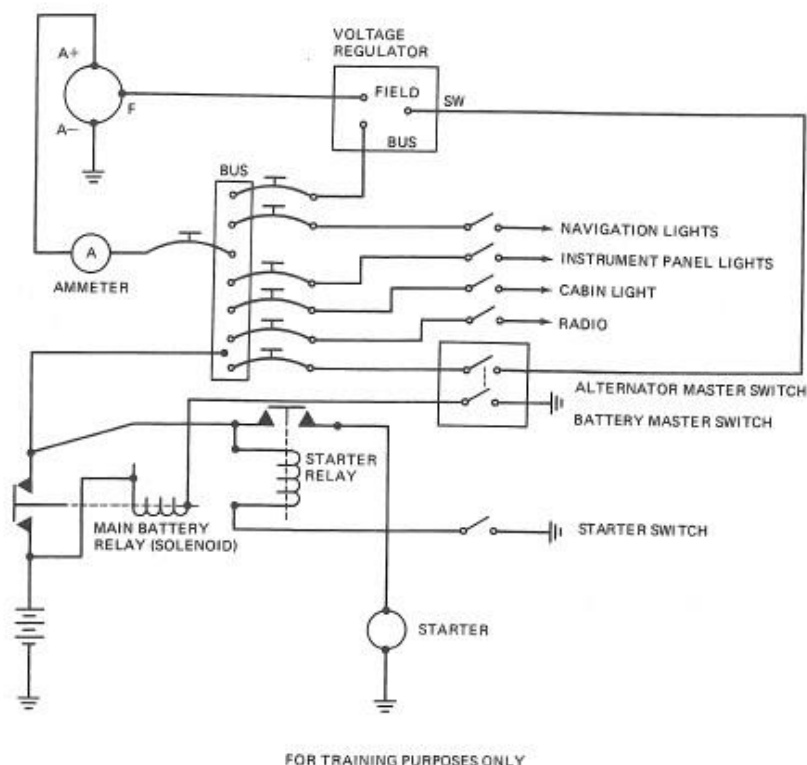 VOLTAGE
REGULATOR
A+
FIELD
F
SW
A−
BUS
BUS
NAVIGATION LIGHTS
A
INSTRUMENT PANEL LIGHTS
AMMETER
CABIN LIGHT
RADIO
ALTERNATOR MASTER SWITCH
BATTERY MASTER SWITCH
STARTER
RELAY
MAIN BATTERY
RELAY (SOLENOID)
STARTER SWITCH
STARTER
FOR TRAINING PURPOSES ONLY